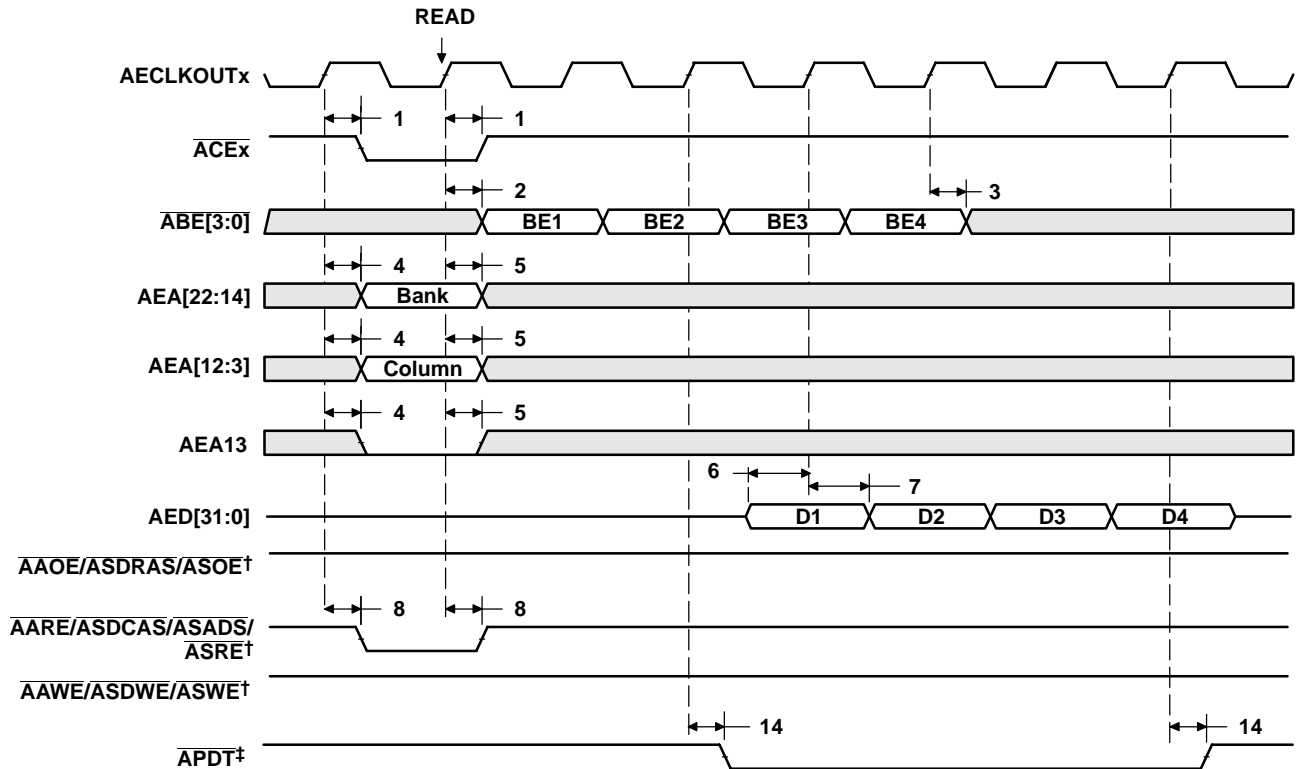 READ
AECLKOUTx
1 1
ACEx
2 3
ABE[3:0] BE1 BE2 BE3 BE4
4 5
AEA[22:14] Bank
4 5
AEA[12:3] Column
4 5
AEA13
6 7
AED[31:0] D1 D2 D3 D4
AAOE/ASDRAS/ASOE†
8 8
AARE/ASDCAS/ASADS/
ASRE†
AAWE/ASDWE/ASWE†
14 14
APDT‡